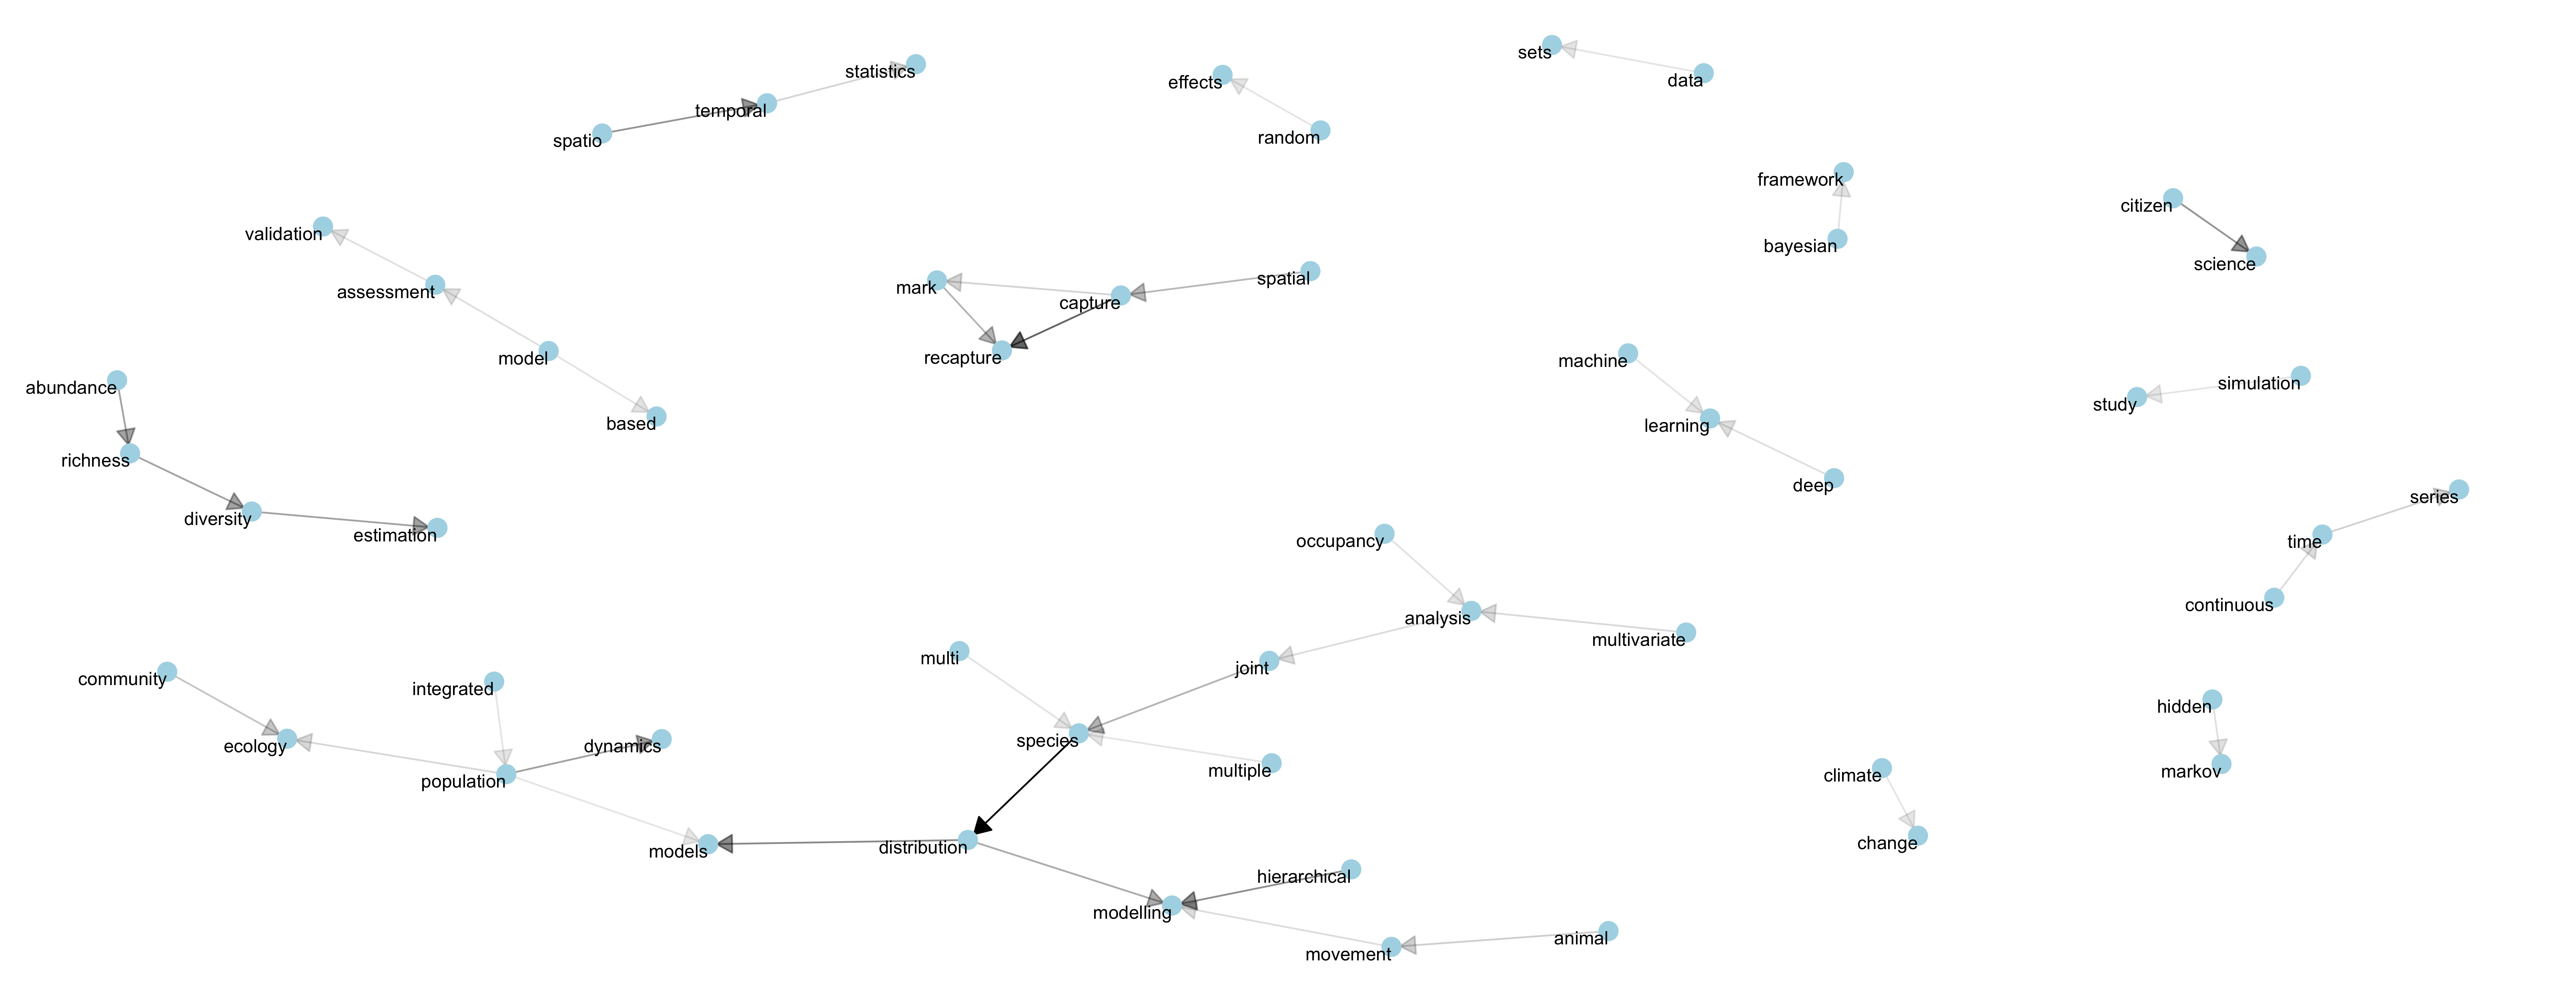 sets
statistics
data
effects
temporal
random
spatio
framework
citizen
validation
bayesian
science
spatial
assessment
mark
capture
recapture
model
machine
simulation
abundance
study
based
learning
richness
deep
series
diversity
estimation
occupancy
time
continuous
analysis
multivariate
multi
joint
community
integrated
hidden
species
ecology
dynamics
multiple
markov
population
climate
change
models
distribution
hierarchical
modelling
animal
movement